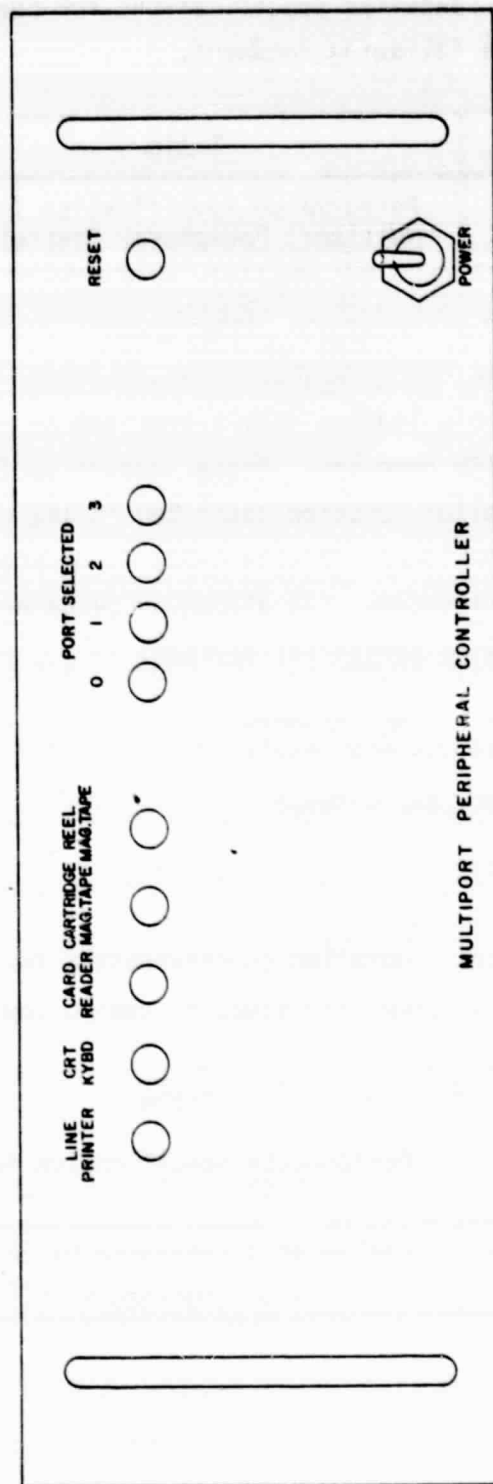 LINE PRINTER
CRT KYBD
CARD READER
CARTRIDGE MAG.TAPE
REEL MAG.TAPE
PORT SELECTED
0 1 2 3
RESET
POWER
MULTIPORT PERIPHERAL CONTROLLER